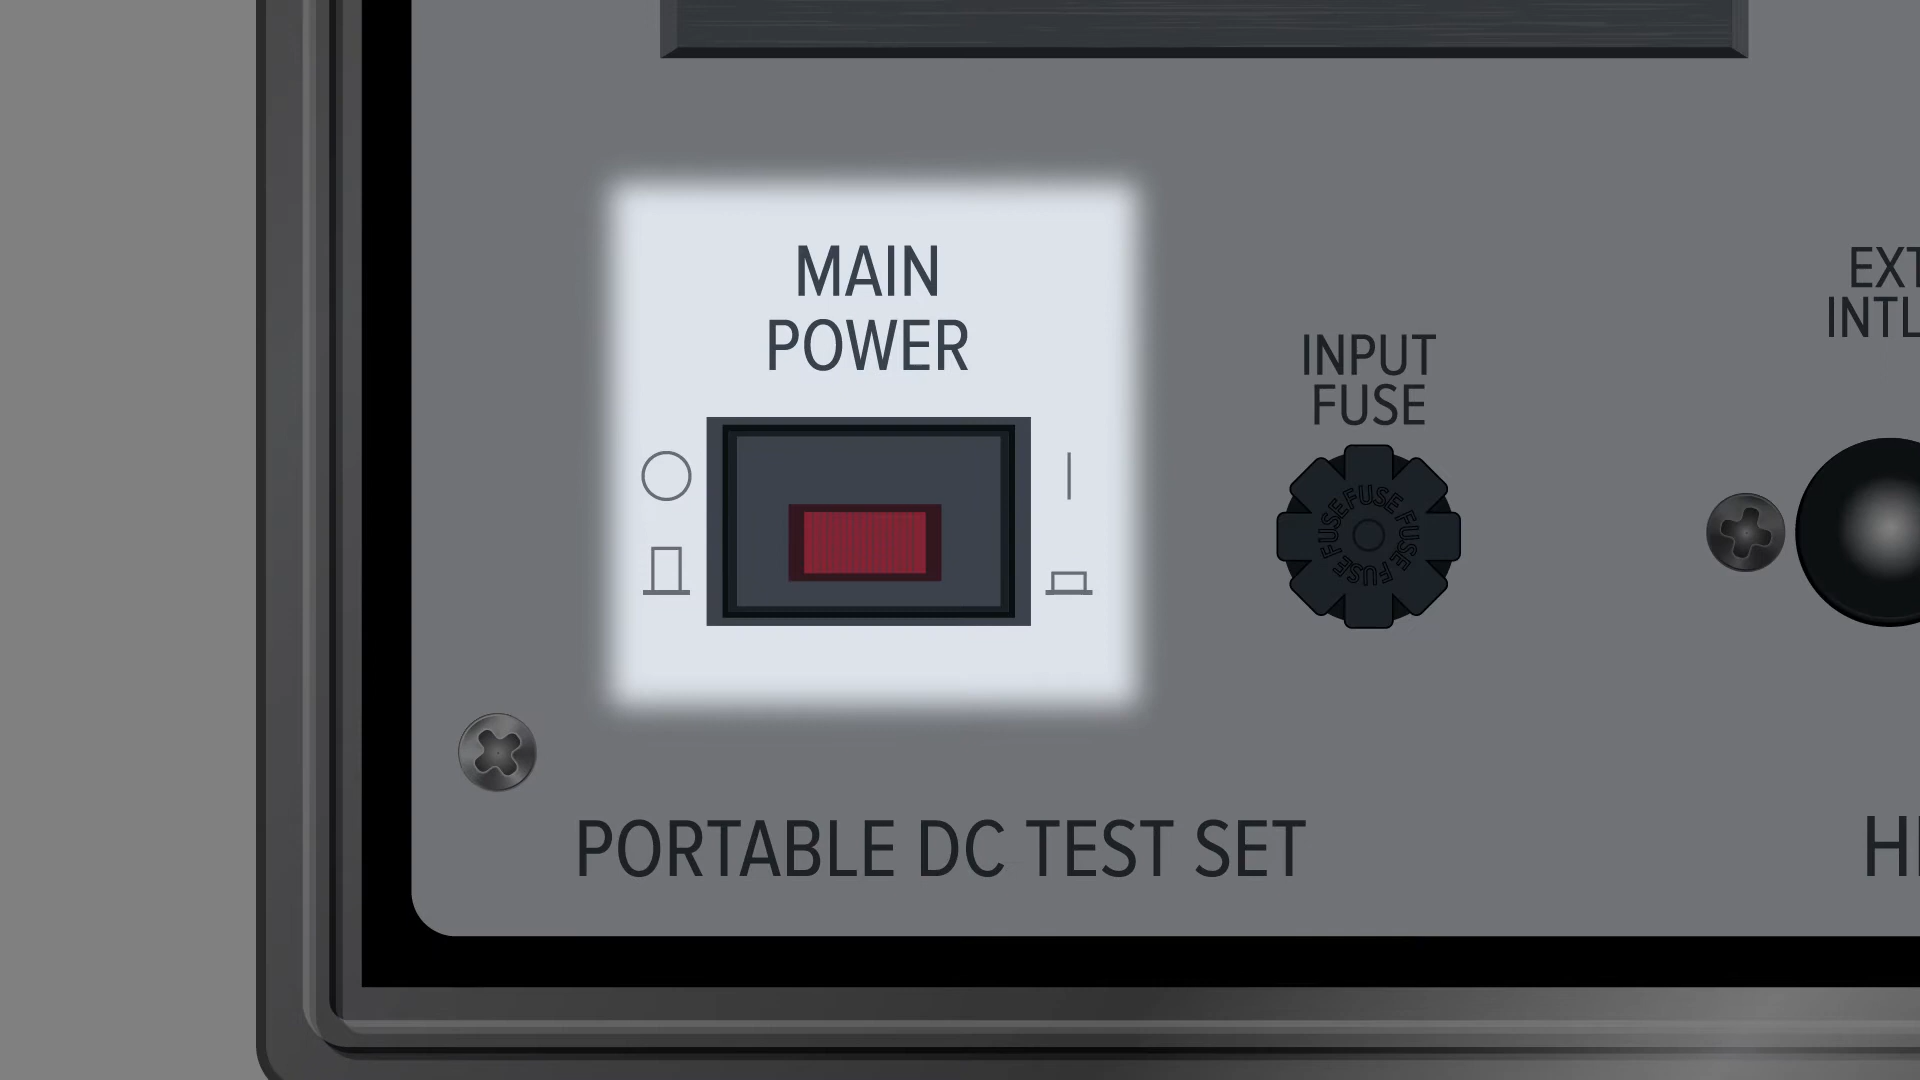 MAIN
POWER
INPUT
FUSE
FUSE FUSE FUSE FUSE
EXT
INTL
PORTABLE DC TEST SET